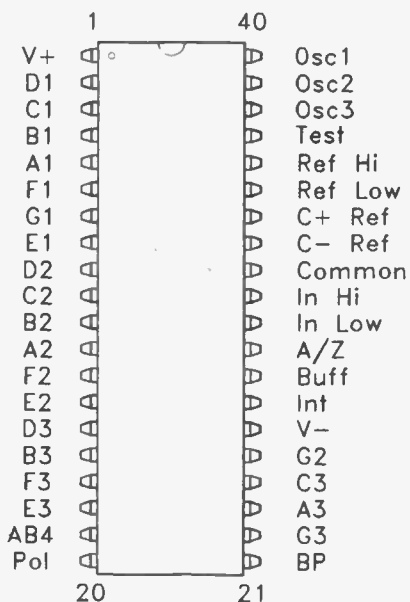 1 40
V+ Osc1
D1 Osc2
C1 Osc3
B1 Test
A1 Ref Hi
F1 Ref Low
G1 C+ Ref
E1 C- Ref
D2 Common
C2 In Hi
B2 In Low
A2 A/Z
F2 Buff
E2 Int
D3 V-
B3 G2
F3 C3
E3 A3
AB4 G3
Pol BP
20 21